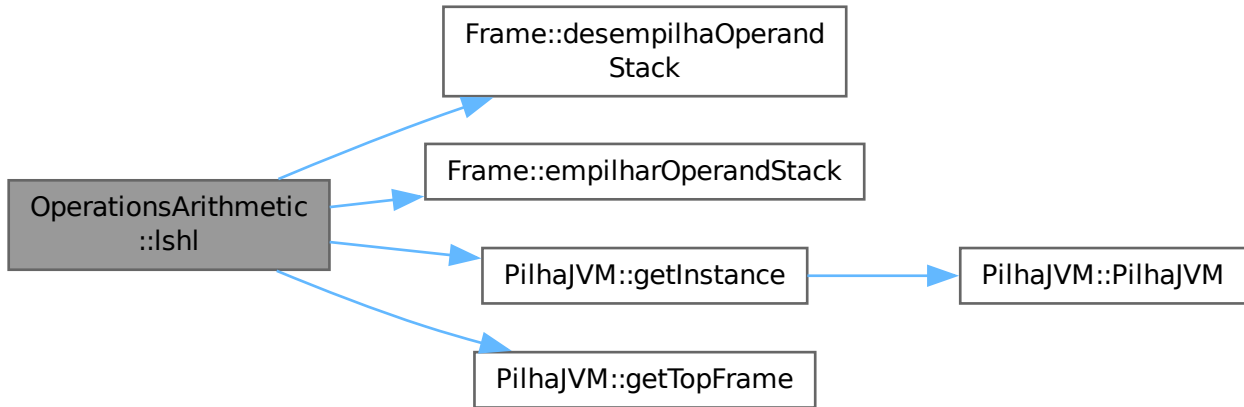 Frame::desempilhaOperand
Stack
Frame::empilharOperandStack
OperationsArithmetic
::lshl
PilhaJVM::getInstance
PilhaJVM::PilhaJVM
PilhaJVM::getTopFrame